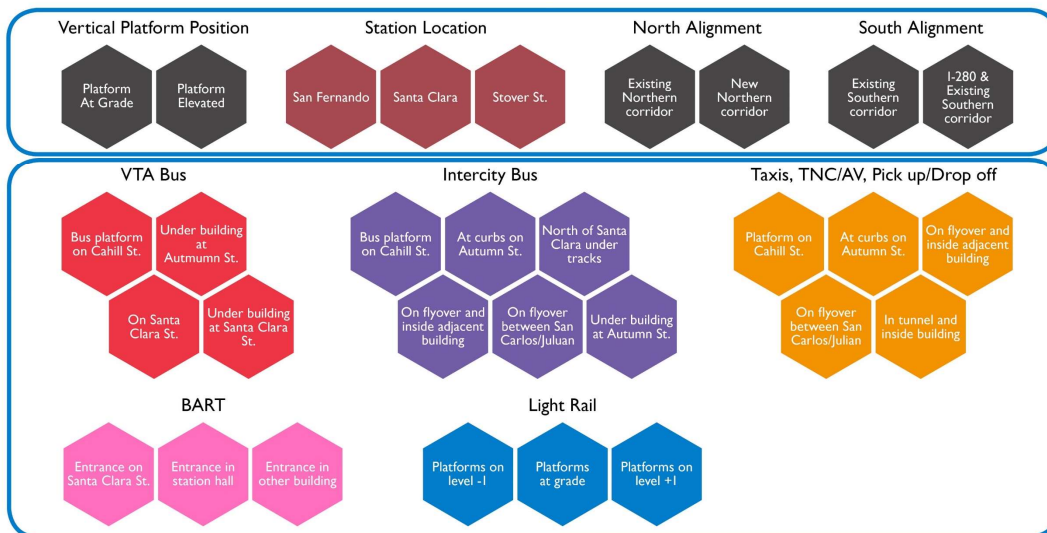 Vertical Platform Position
Station Location
North Alignment
South Alignment
Platform
At Grade
Platform
Elevated
San Fernando
Santa Clara
Stover St.
Existing
Northern
corridor
New
Northern
corridor
Existing
Southern
corridor
I-280 &
Existing
Southern
corridor
VTA Bus
Intercity Bus
Taxis, TNC/AV, Pick up/Drop off
Bus platform
on Cahill St.
Under building
at
Autmumn St.
On Santa
Clara St.
Under building
at Santa Clara
St.
Bus platform
on Cahill St.
At curbs on
Autumn St.
North of Santa
Clara under
tracks
On flyover and
inside adjacent
building
On flyover
between San
Carlos/Juluan
Under building
at Autumn St.
Platform on
Cahill St.
At curbs on
Autumn St.
On flyover and
inside adjacent
building
On flyover
between San
Carlos/Julian
In tunnel and
inside building
BART
Light Rail
Entrance on
Santa Clara St.
Entrance in
station hall
Entrance in
other building
Platforms on
level -1
Platforms
at grade
Platforms on
level +1